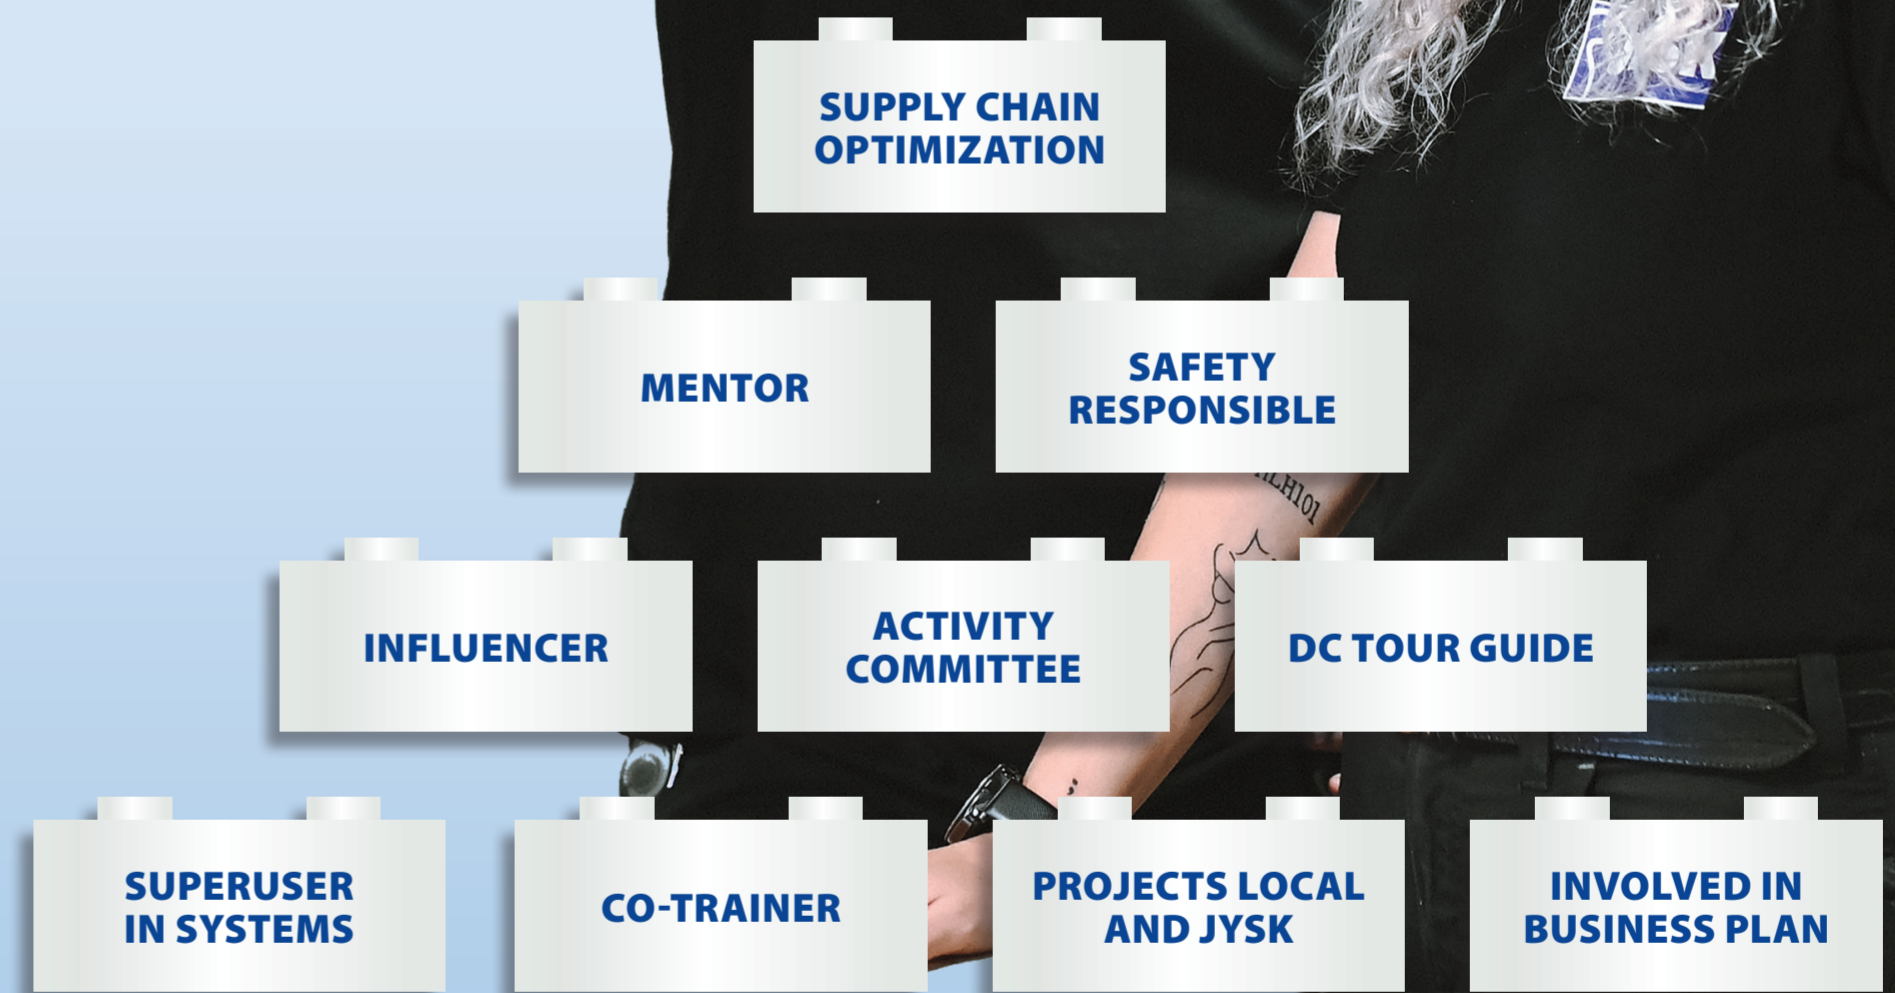 SUPPLY CHAIN
OPTIMIZATION
MENTOR
SAFETY
RESPONSIBLE
INFLUENCER
ACTIVITY
COMMITTEE
DC TOUR GUIDE
SUPERUSER
IN SYSTEMS
CO-TRAINER
PROJECTS LOCAL
AND JYSK
INVOLVED IN
BUSINESS PLAN